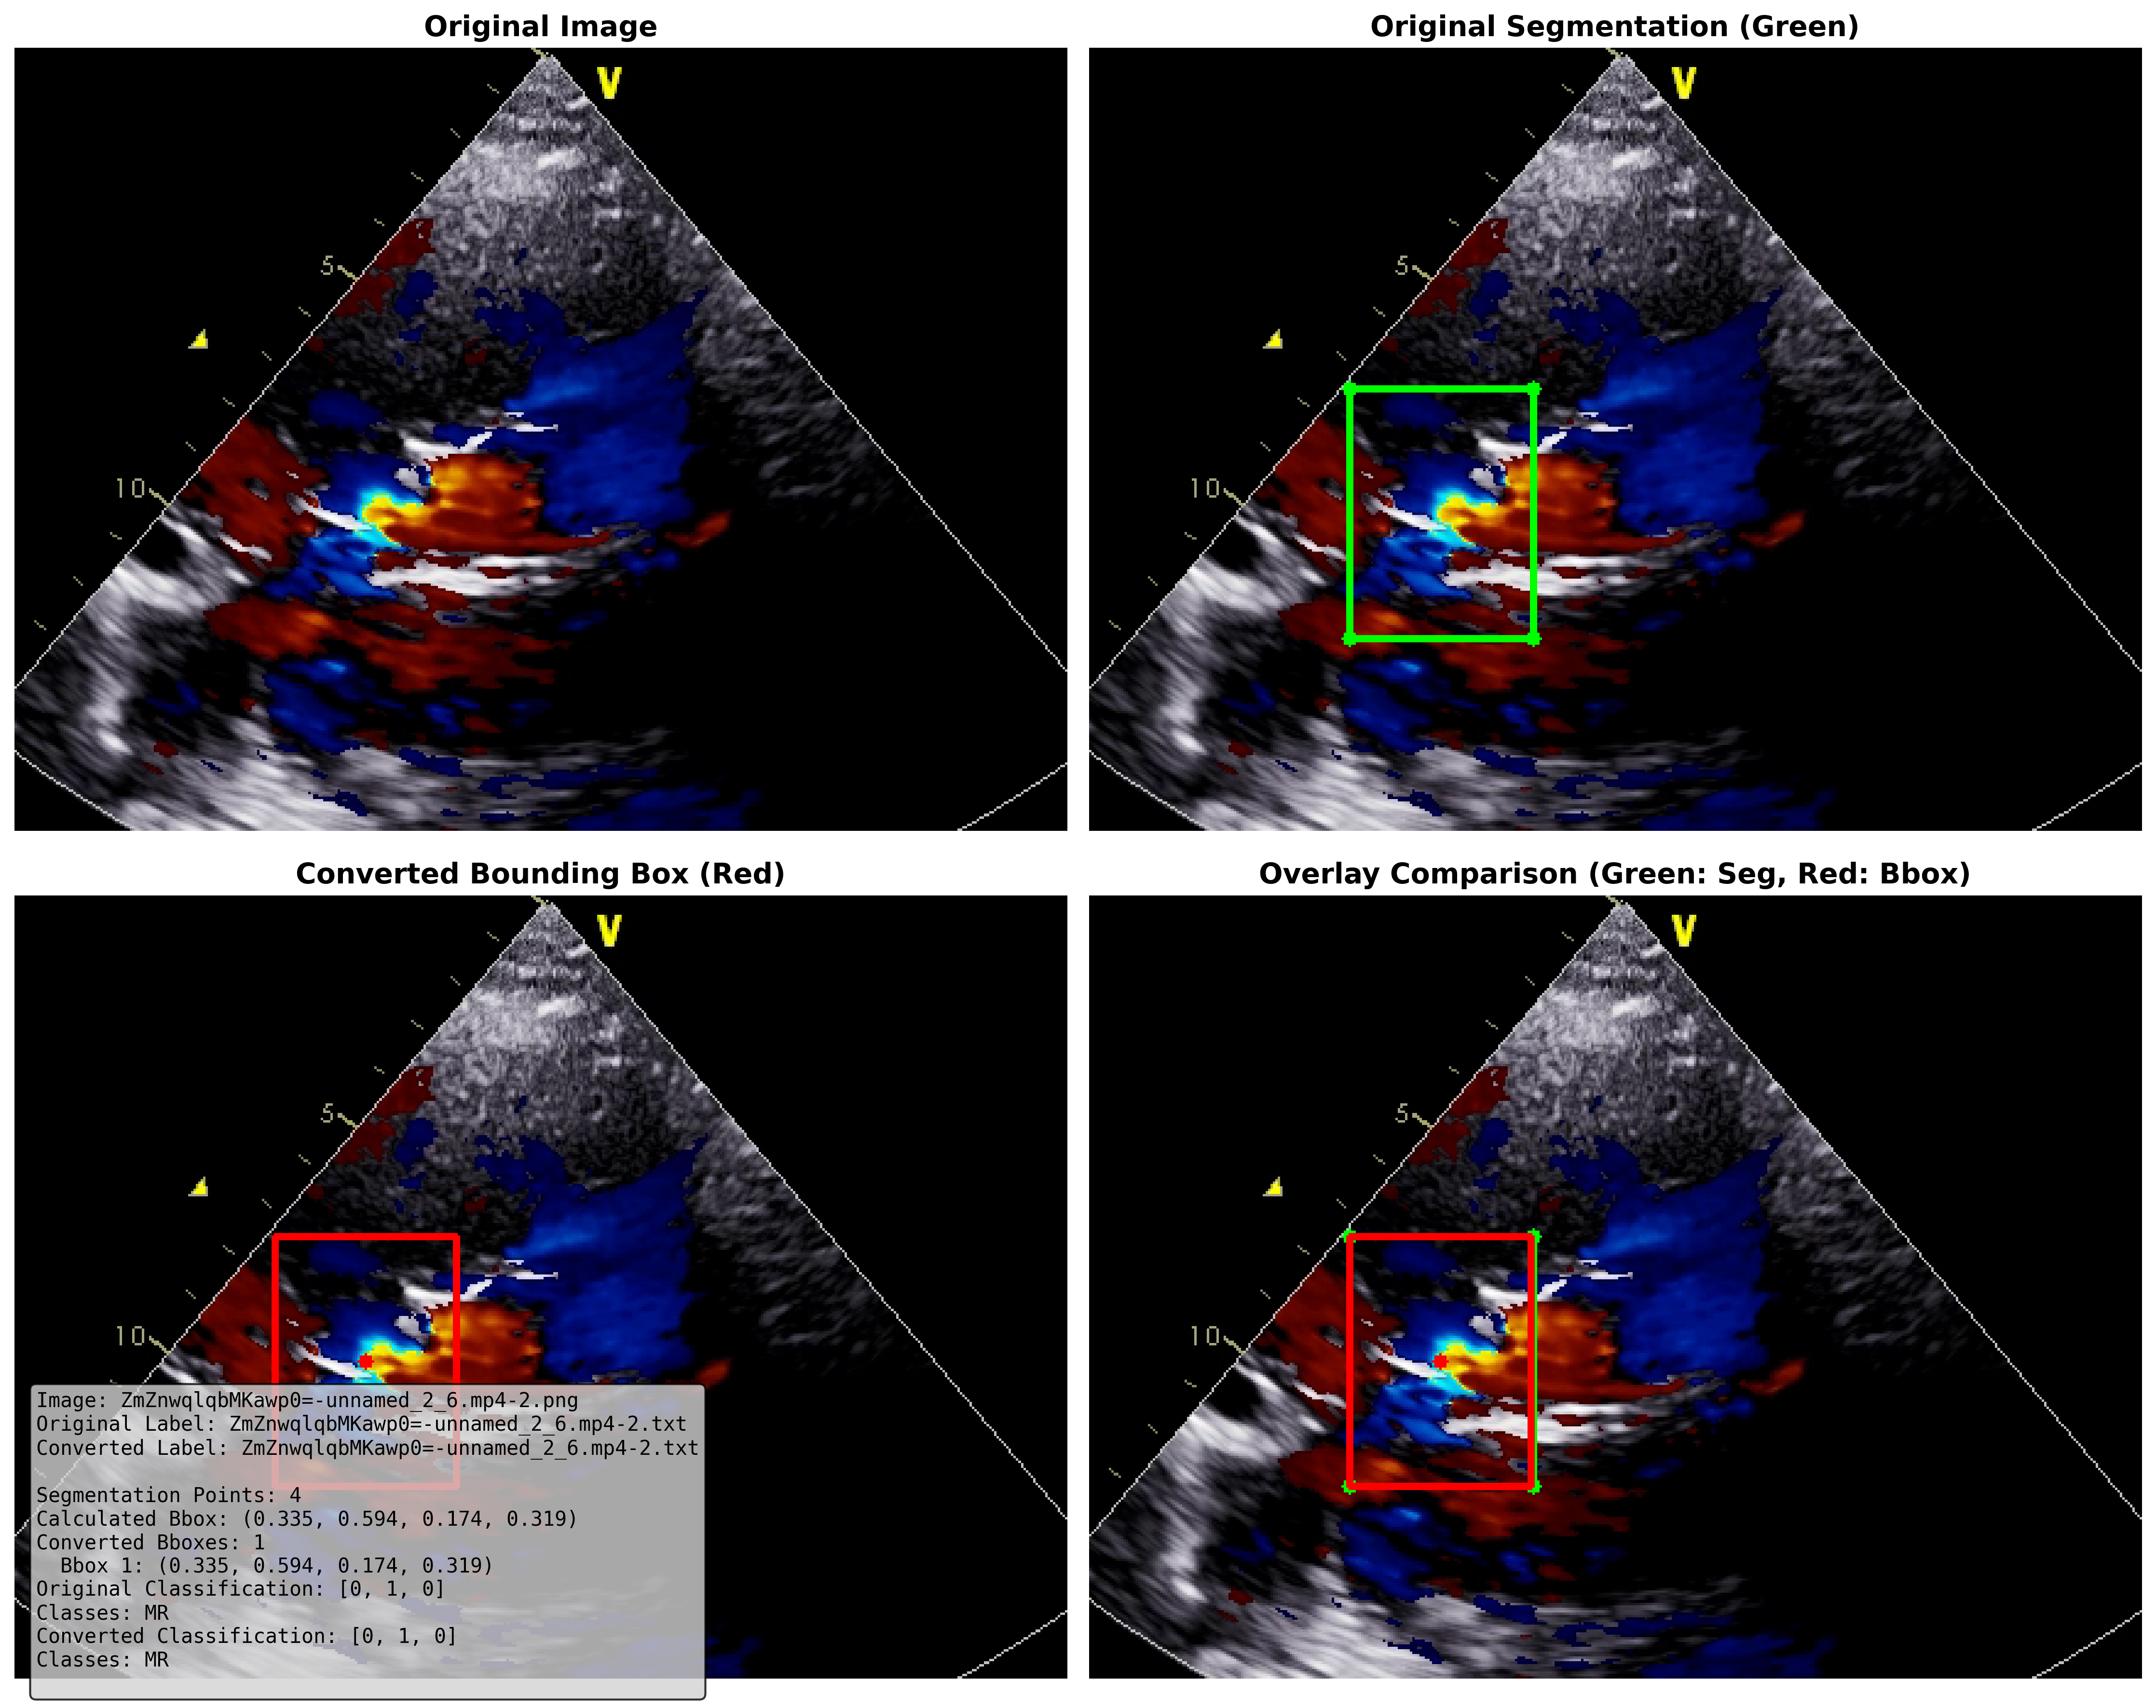 Original Image
Original Segmentation (Green)
V
V
5
5
10
10
Converted Bounding Box (Red)
Overlay Comparison (Green: Seg, Red: Bbox)
V
V
5
5
10
10
Image: ZmZnwqlqbMKawp0=-unnamed_2_6.mp4-2.png
Original Label: ZmZnwqlqbMKawp0=-unnamed_2_6.mp4-2.txt
Converted Label: ZmZnwqlqbMKawp0=-unnamed_2_6.mp4-2.txt
Segmentation Points: 4
Calculated Bbox: (0.335, 0.594, 0.174, 0.319)
Converted Bboxes: 1
Bbox 1: (0.335, 0.594, 0.174, 0.319)
Original Classification: [0, 1, 0]
Classes: MR
Converted Classification: [0, 1, 0]
Classes: MR